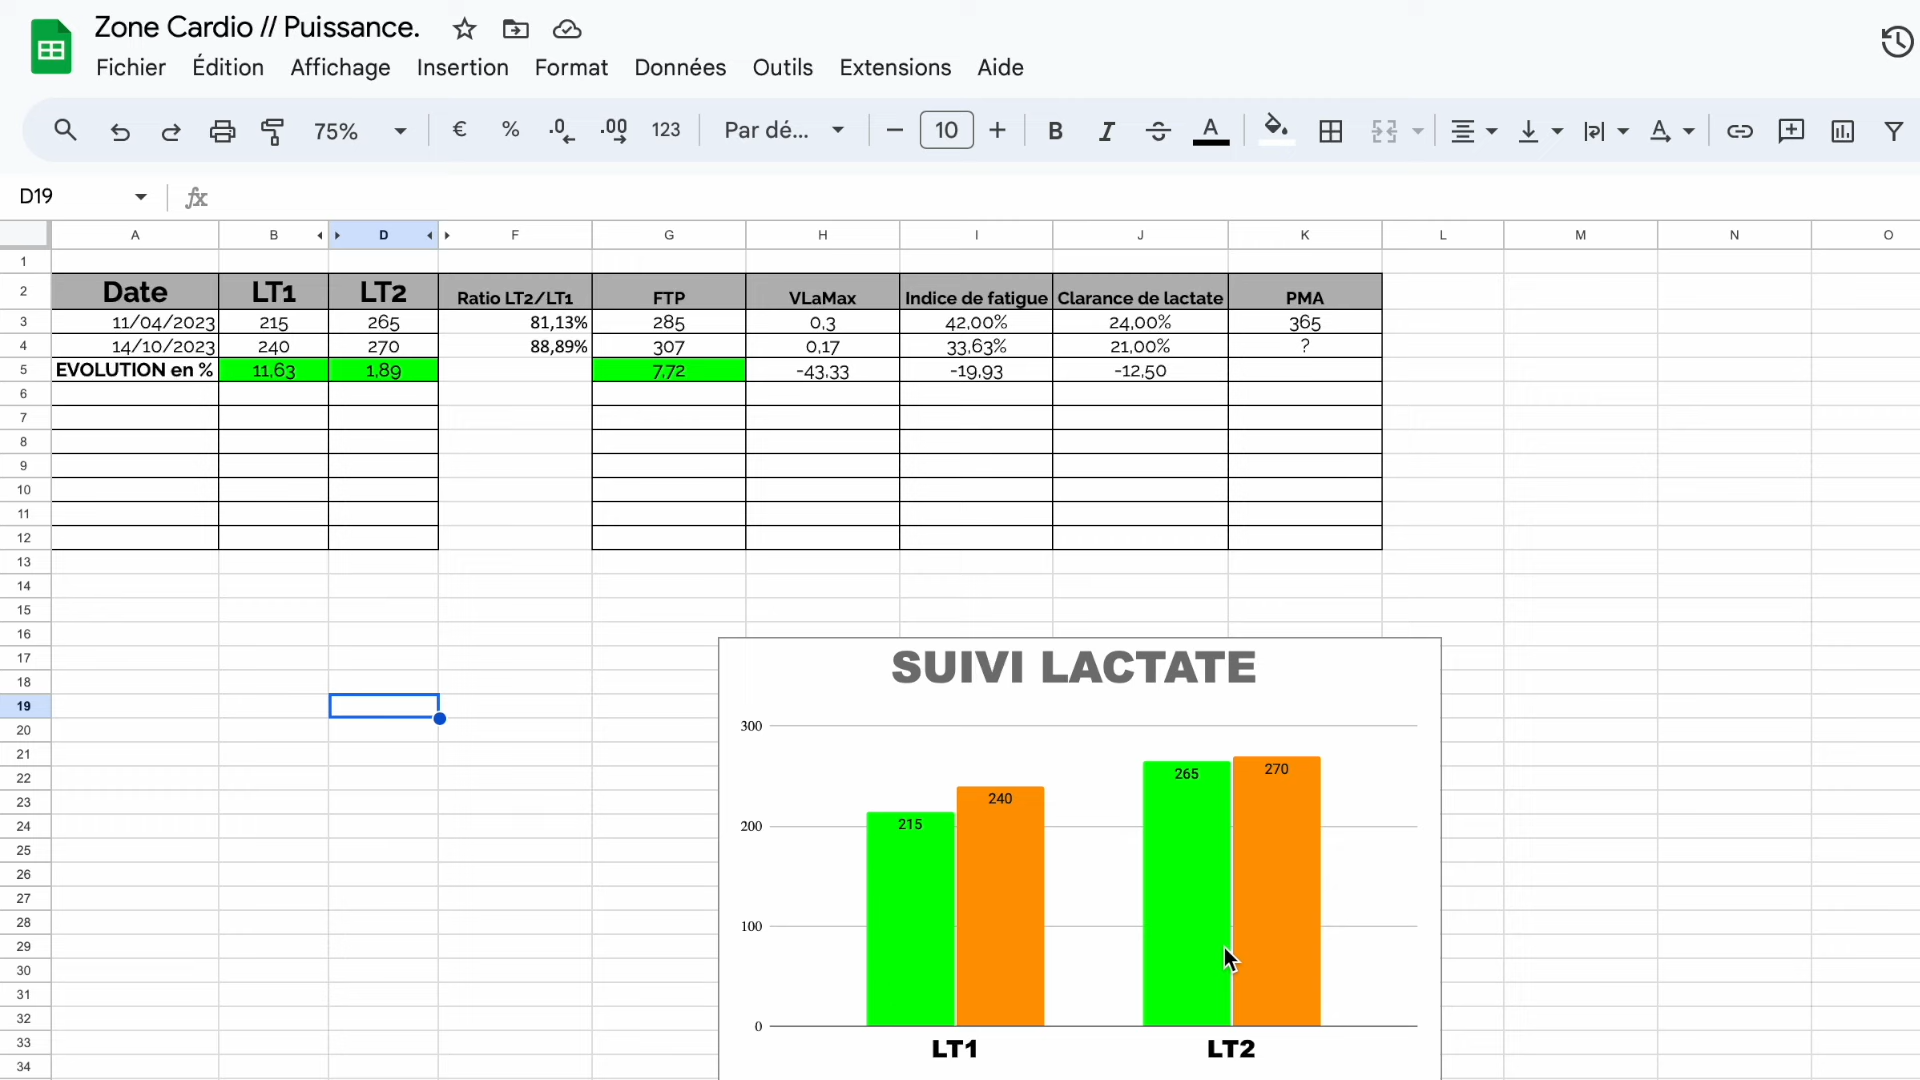 Zone Cardio // Puissance.
Fichier Édition Affichage Insertion Format Données Outils Extensions Aide
75% € % .0 .00 123 Par dé... 10 B I S A A
D19 fx
A B D F G H I J K L M N O
1
2 Date LT1 LT2 Ratio LT2/LT1 FTP VLaMax Indice de fatigue Clarance de lactate PMA
3 11/04/2023 215 265 81,13% 285 0,3 42,00% 24,00% 365
4 14/10/2023 240 270 88,89% 307 0,17 33,63% 21,00% ?
5 EVOLUTION en % 11,63 1,89 7,72 -43,33 -19,93 -12,50
6
7
8
9
10
11
12
13
14
15
16
17
18
19
20
21
22
23
24
25
26
27
28
29
30
31
32
33
34
SUIVI LACTATE
300
200
100
0
215 240 265 270
LT1 LT2